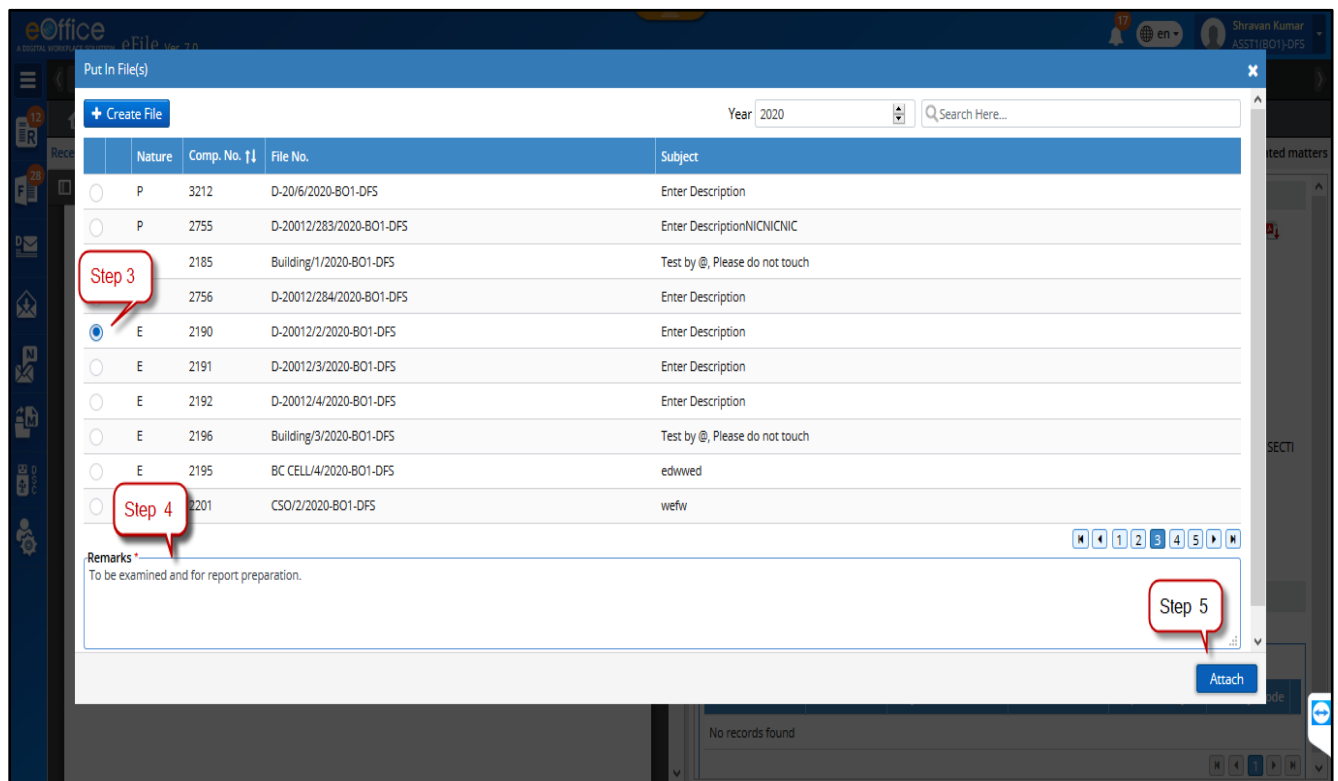 eOffice
A DIGITAL WORKPLACE SOLUTION eFile Ver 7.0
17
en
Shravan Kumar
ASST1(BO1)-DFS
Put In File(s)
x
+ Create File
Year 2020
Search Here...
12
R
Rece
ated matters
Nature Comp. No. File No. Subject
28
F
P 3212 D-20/6/2020-BO1-DFS Enter Description
P 2755 D-20012/283/2020-BO1-DFS Enter DescriptionNICNICNIC
D
2185 Building/1/2020-BO1-DFS Test by @, Please do not touch
Step 3
2756 D-20012/284/2020-BO1-DFS Enter Description
E 2190 D-20012/2/2020-BO1-DFS Enter Description
N
E 2191 D-20012/3/2020-BO1-DFS Enter Description
E 2192 D-20012/4/2020-BO1-DFS Enter Description
M
E 2196 Building/3/2020-BO1-DFS Test by @, Please do not touch
SECTI
E 2195 BC CELL/4/2020-BO1-DFS edwwed
DSC
Step 4
2201 CSO/2/2020-BO1-DFS wefw
1 2 3 4 5
Remarks *
To be examined and for report preparation.
Step 5
Attach
ode
No records found
1